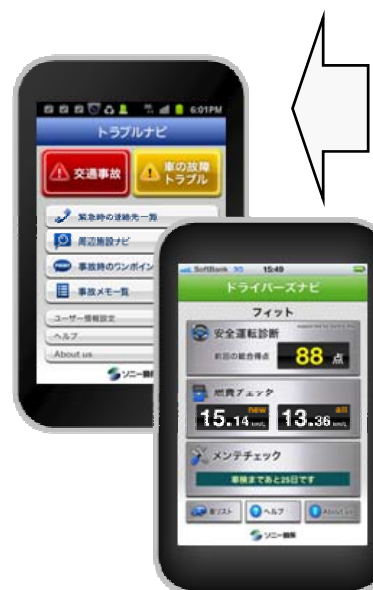 6:01PM
トラブルナビ
交通事故
車の故障
トラブル
緊急時の連絡先一覧
周辺施設ナビ
事故時のワンポイン
事故メモ一覧
ユーザー情報設定
ヘルプ
About us
ソニー損保
SoftBank 3G 15:49
ドライバーズナビ
フィット
安全運転診断
前回の総合得点 88 点
燃費チェック
new all
15.14 km/L 13.36 km/L
メンテチェック
車検まであと25日です
車リスト ヘルプ About us
ソニー損保